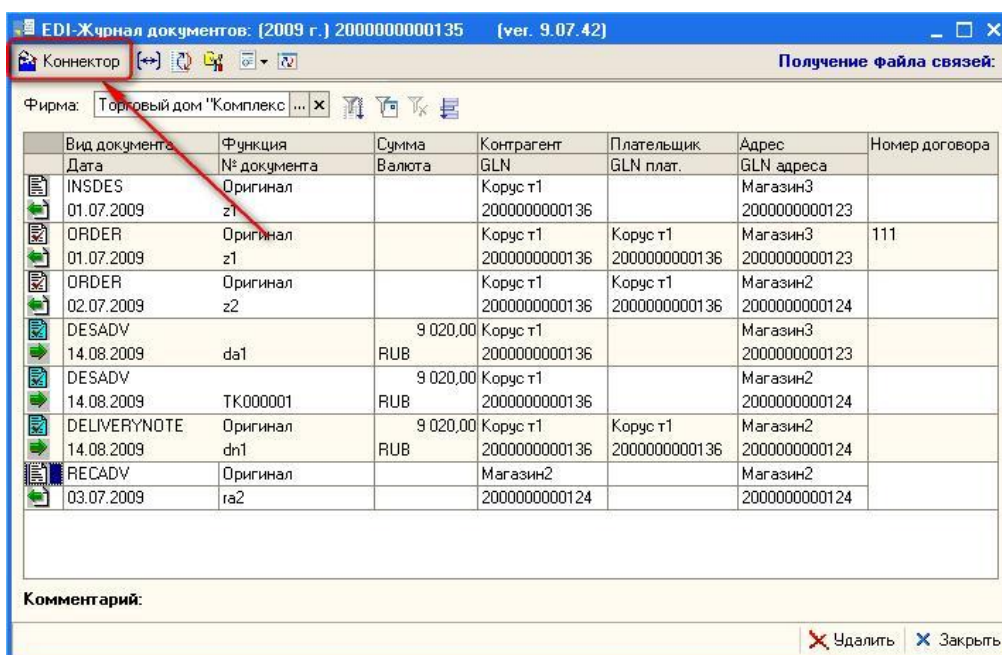 EDI-Журнал документов: (2009 г.) 2000000000135 (ver. 9.07.42)
Коннектор Получение файла связей:
Фирма: Торговый дом "Комплекс ... x
Вид документа Функция Сумма Контрагент Плательщик Адрес Номер договора
Дата № документа Валюта GLN GLN плат. GLN адреса
INSDES Оригинал Корус т1 Магазин3
01.07.2009 z1 2000000000136 2000000000123
ORDER Оригинал Корус т1 Корус т1 Магазин3 111
01.07.2009 z1 2000000000136 2000000000136 2000000000123
ORDER Оригинал Корус т1 Корус т1 Магазин2
02.07.2009 z2 2000000000136 2000000000136 2000000000124
DESADV 9 020,00 Корус т1 Магазин3
14.08.2009 da1 RUB 2000000000136 2000000000123
DESADV 9 020,00 Корус т1 Магазин2
14.08.2009 TK000001 RUB 2000000000136 2000000000124
DELIVERYNOTE Оригинал 9 020,00 Корус т1 Корус т1 Магазин2
14.08.2009 dn1 RUB 2000000000136 2000000000136 2000000000124
RECADV Оригинал Магазин2 Магазин2
03.07.2009 ra2 2000000000124 2000000000124
Комментарий:
Удалить Закрыть